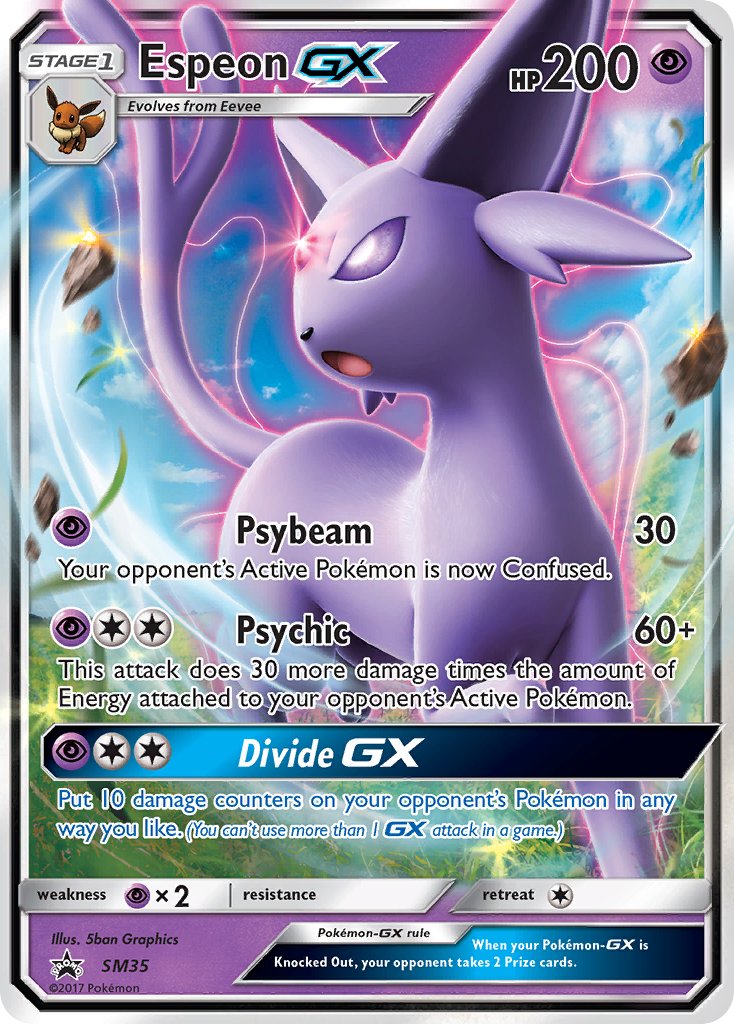 STAGE1
Espeon GX
HP200
Evolves from Eevee
Psybeam 30
Your opponent's Active Pokémon is now Confused.
Psychic 60+
This attack does 30 more damage times the amount of
Energy attached to your opponent's Active Pokémon.
Divide GX
Put 10 damage counters on your opponent's Pokémon in any
way you like. (You can't use more than 1 GX attack in a game.)
weakness ×2 resistance retreat
Illus. 5ban Graphics
PROMO SM35
©2017 Pokémon
Pokémon-GX rule
When your Pokémon-GX is
Knocked Out, your opponent takes 2 Prize cards.